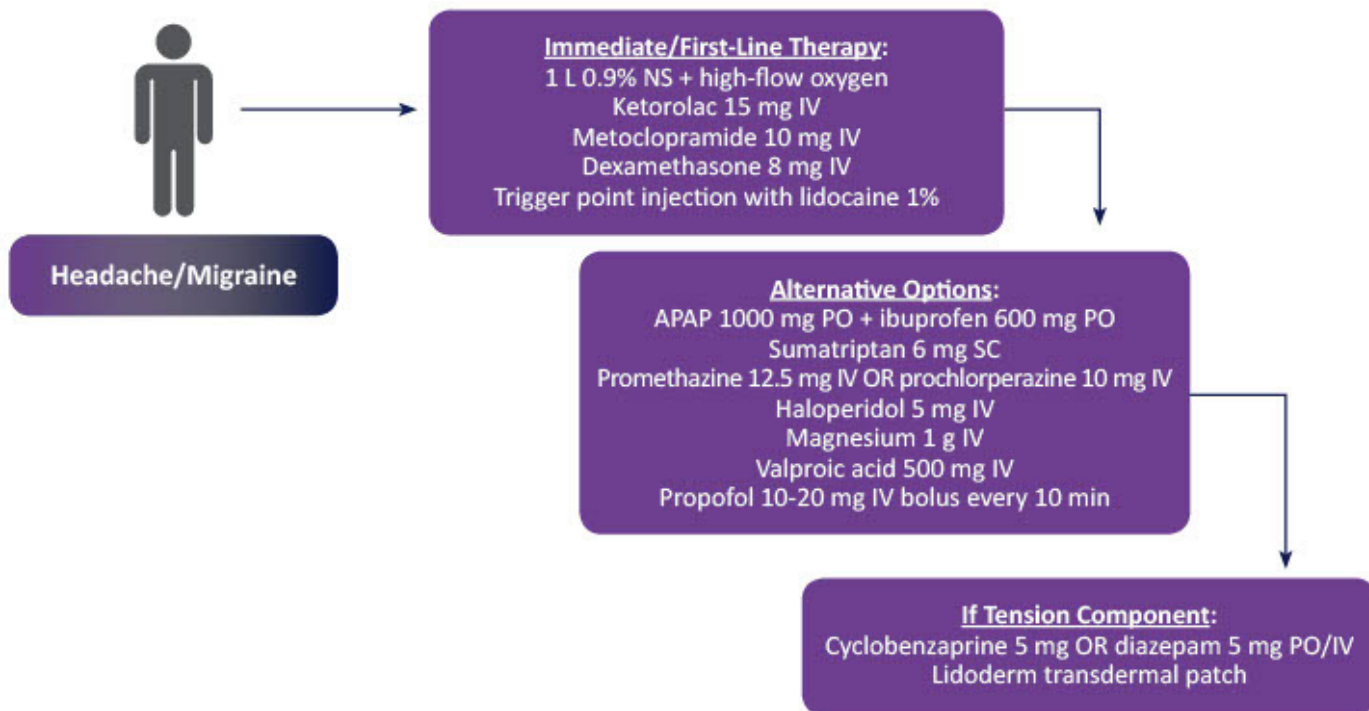 Headache/Migraine
Immediate/First-Line Therapy:
1 L 0.9% NS + high-flow oxygen
Ketorolac 15 mg IV
Metoclopramide 10 mg IV
Dexamethasone 8 mg IV
Trigger point injection with lidocaine 1%
Alternative Options:
APAP 1000 mg PO + ibuprofen 600 mg PO
Sumatriptan 6 mg SC
Promethazine 12.5 mg IV OR prochlorperazine 10 mg IV
Haloperidol 5 mg IV
Magnesium 1 g IV
Valproic acid 500 mg IV
Propofol 10-20 mg IV bolus every 10 min
If Tension Component:
Cyclobenzaprine 5 mg OR diazepam 5 mg PO/IV
Lidoderm transdermal patch